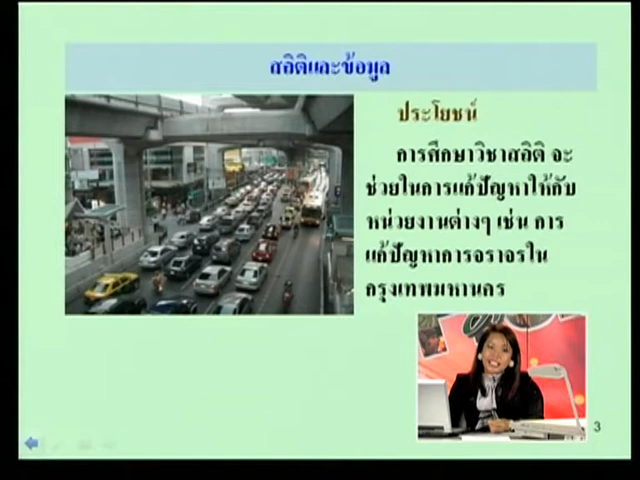 สถิติและข้อมูล
ประโยชน์
การศึกษาวิชาสถิติ จะ
ช่วยในการแก้ปัญหาให้กับ
หน่วยงานต่างๆ เช่น การ
แก้ปัญหาการจราจรใน
กรุงเทพมหานคร
3